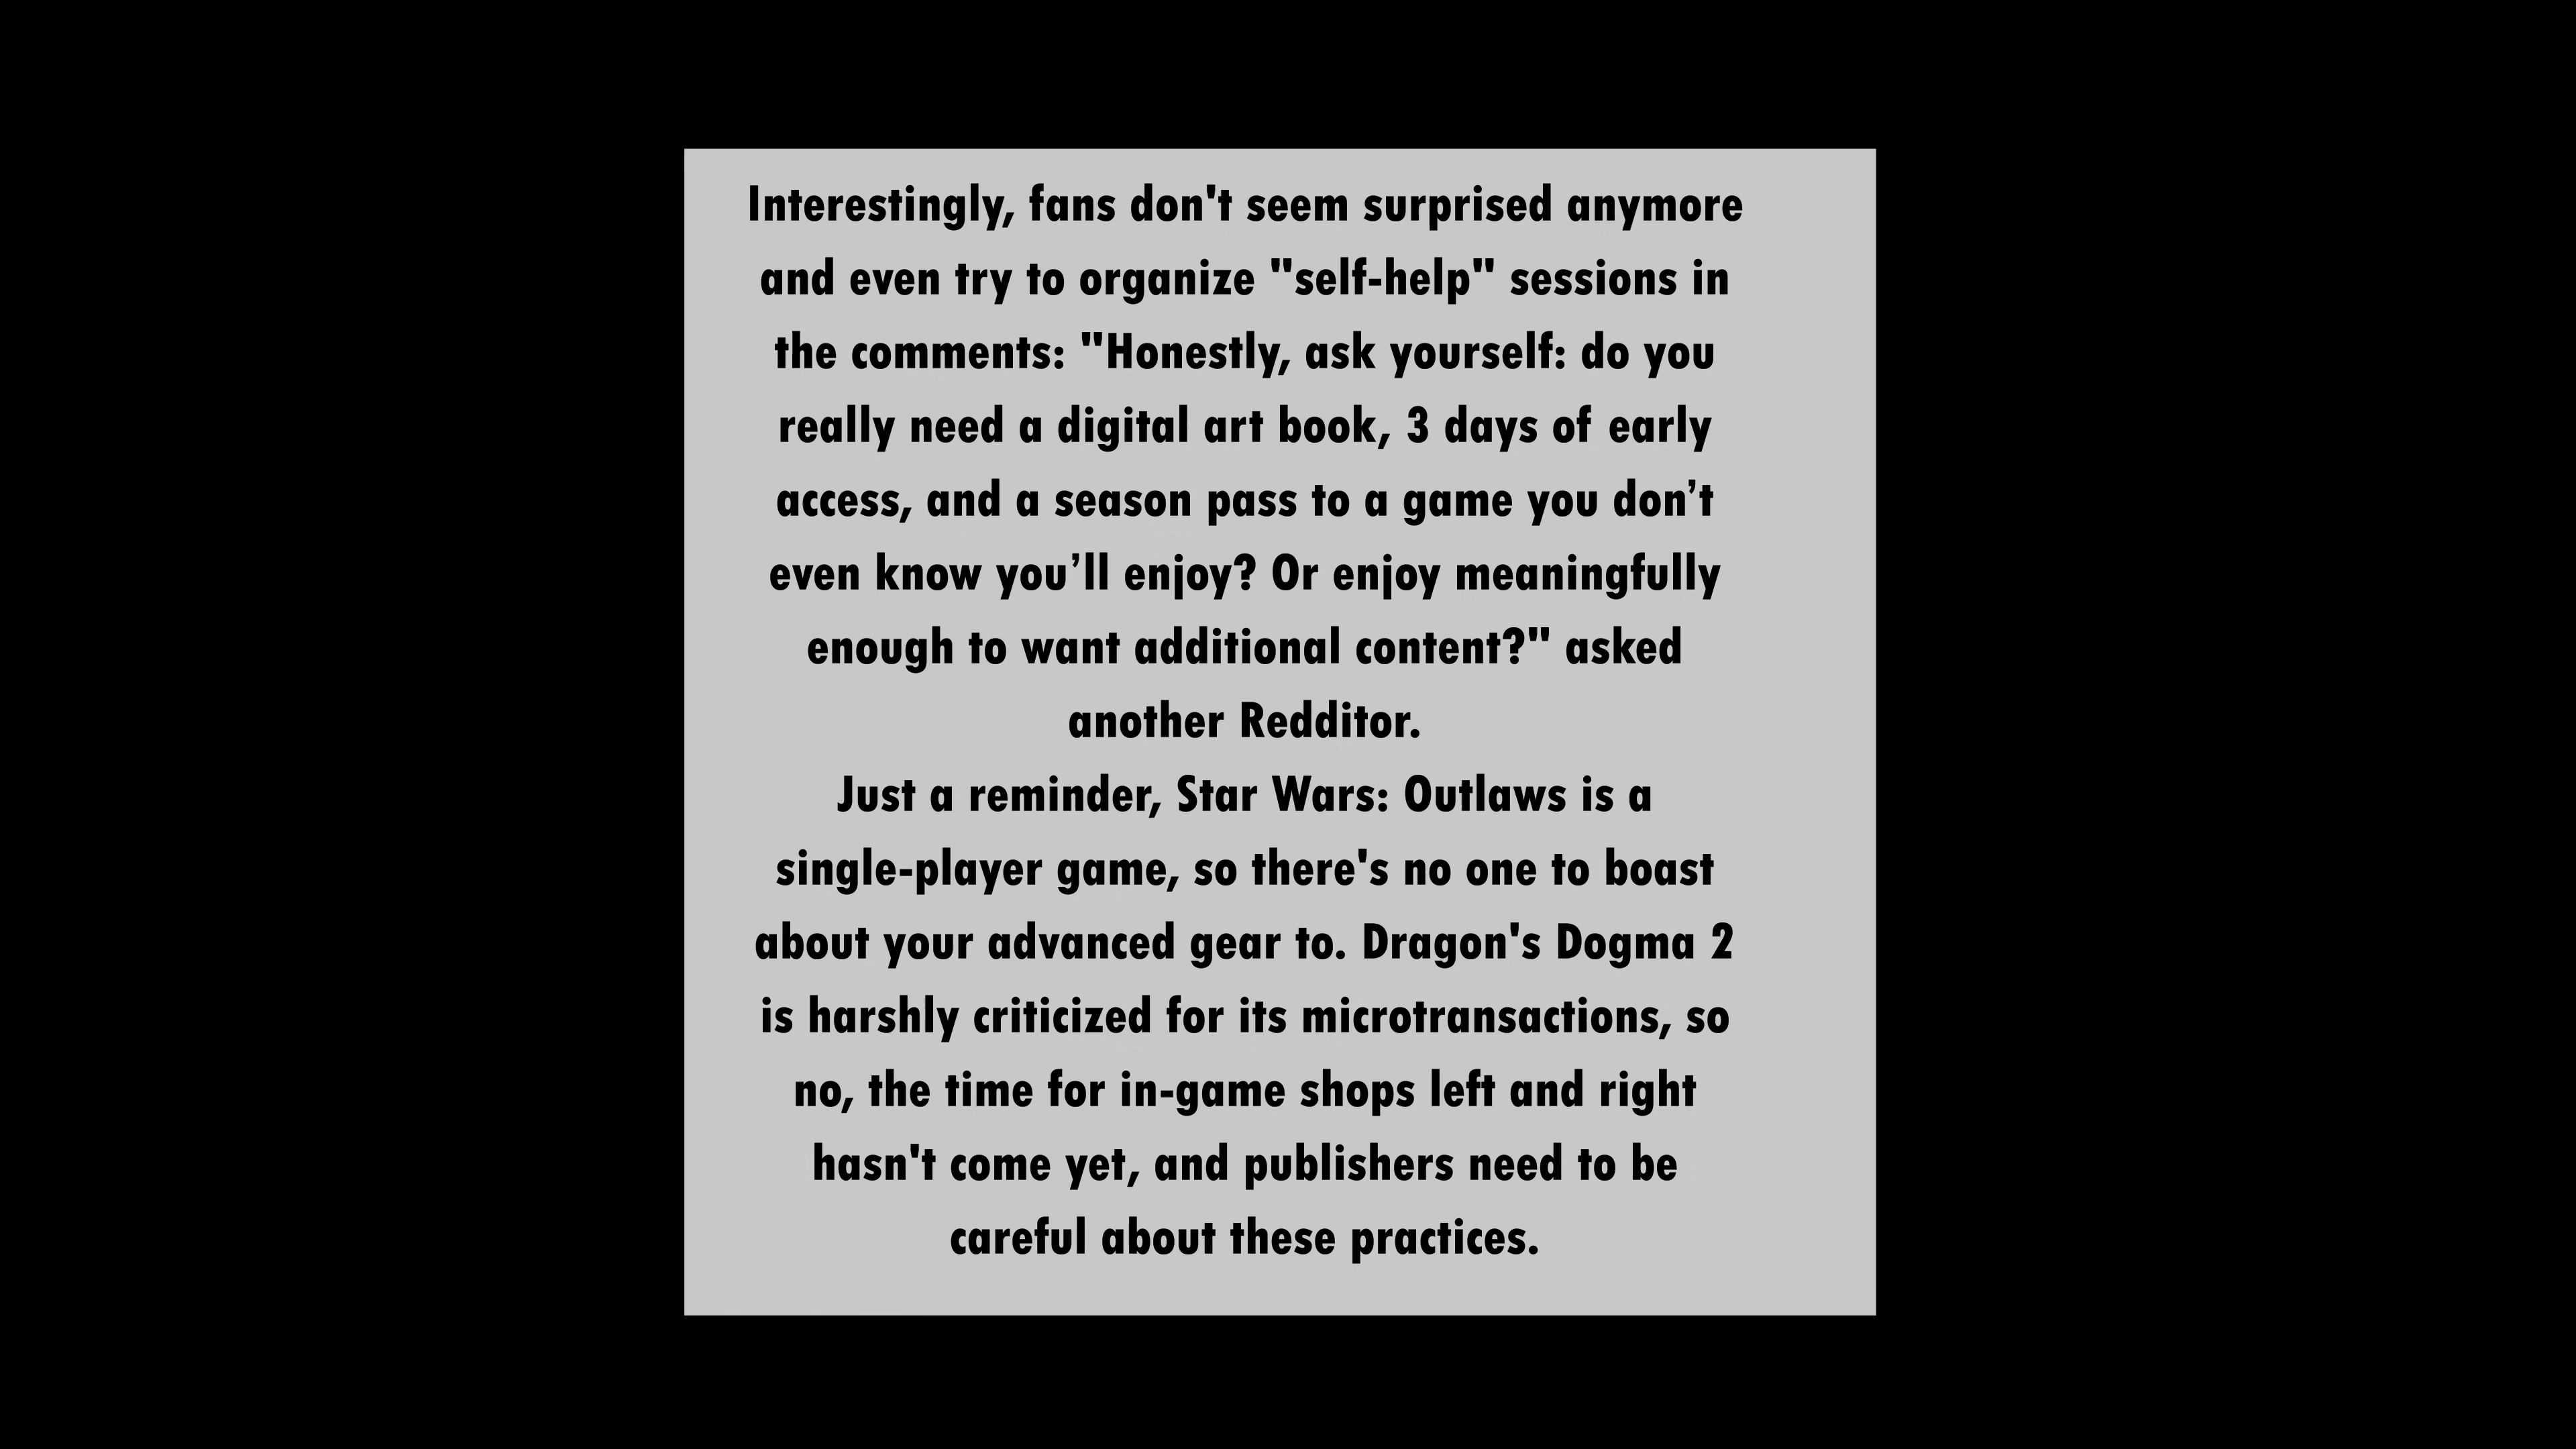 Interestingly, fans don't seem surprised anymore
and even try to organize "self-help" sessions in
the comments: "Honestly, ask yourself: do you
really need a digital art book, 3 days of early
access, and a season pass to a game you don’t
even know you’ll enjoy? Or enjoy meaningfully
enough to want additional content?" asked
another Redditor.
Just a reminder, Star Wars: Outlaws is a
single-player game, so there's no one to boast
about your advanced gear to. Dragon's Dogma 2
is harshly criticized for its microtransactions, so
no, the time for in-game shops left and right
hasn't come yet, and publishers need to be
careful about these practices.